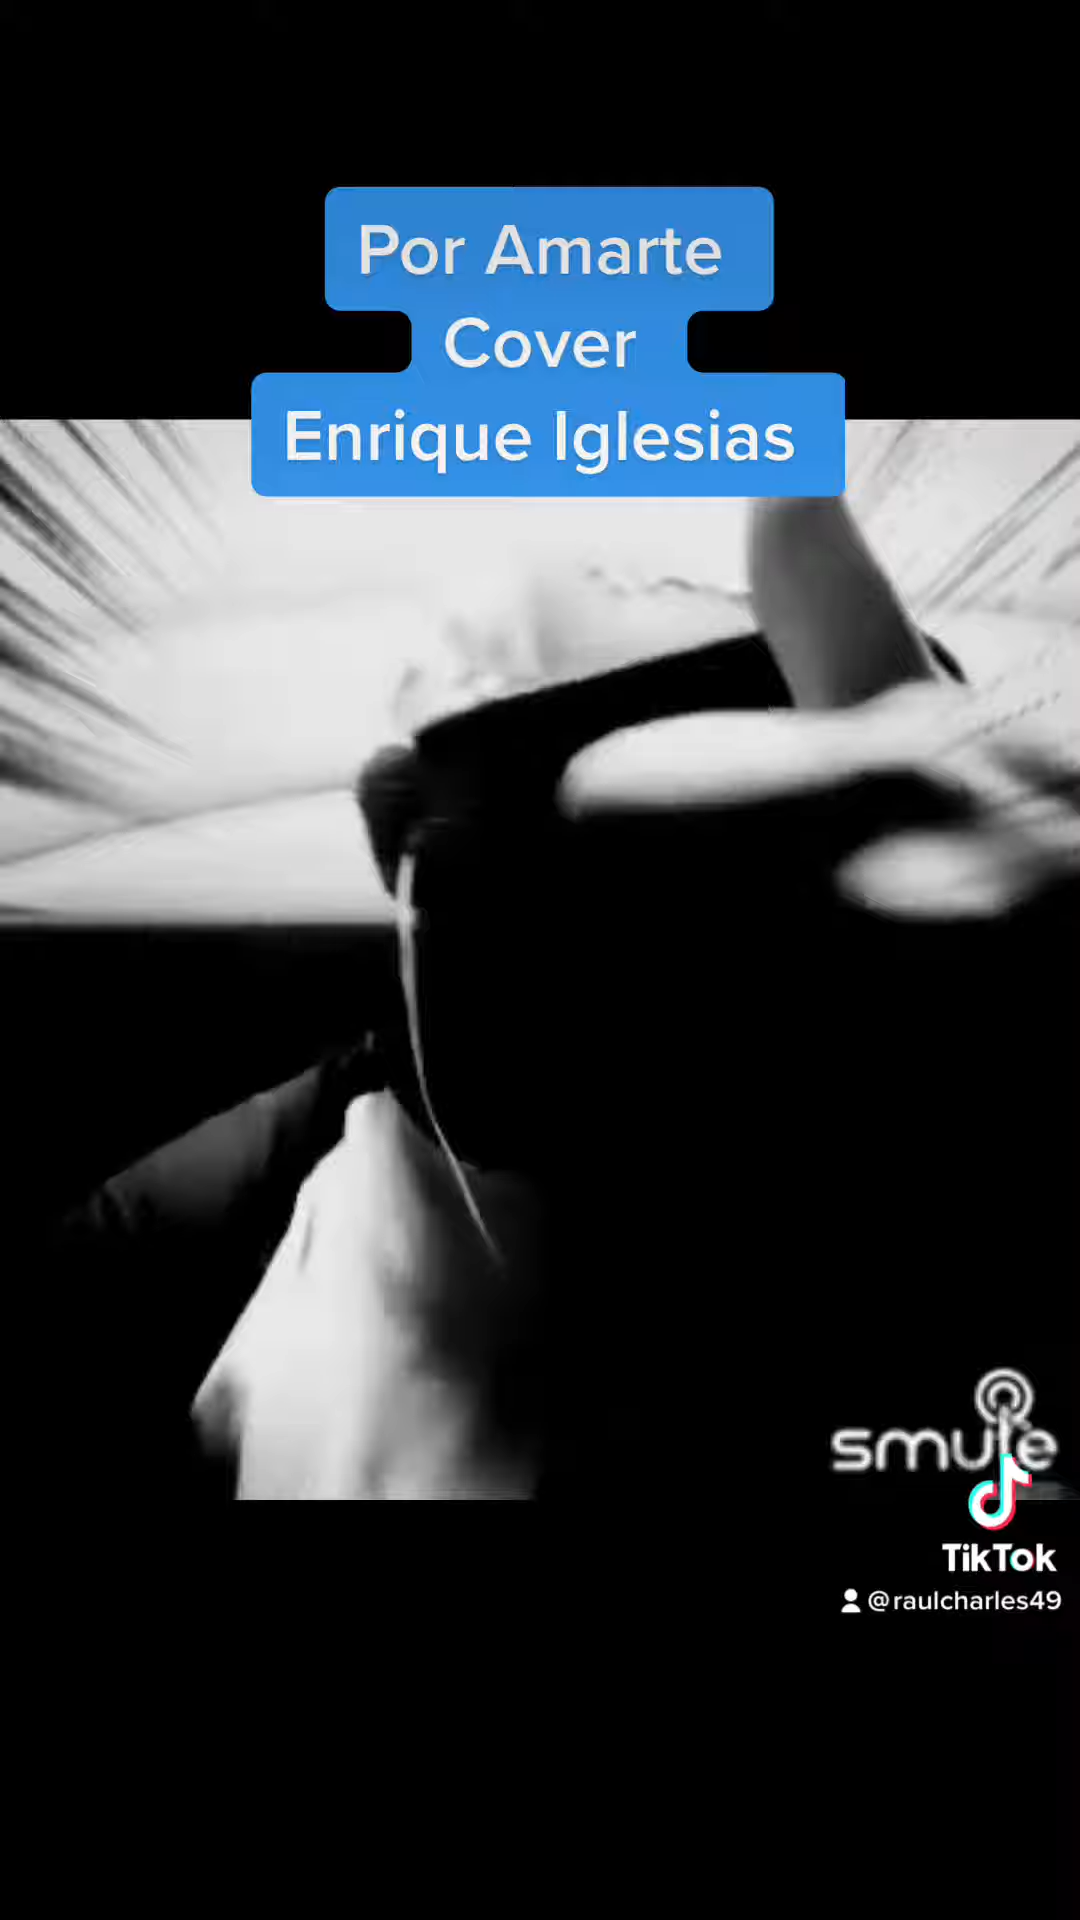 Por Amarte
Cover
Enrique Iglesias
smule
TikTok
@raulcharles49